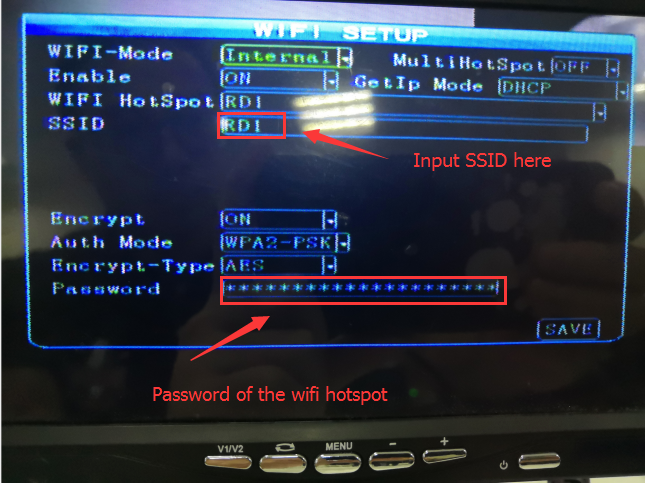 WIFI SETUP
WIFI-Mode Internal MultiHotSpot OFF
Enable ON GetIp Mode DHCP
WIFI HotSpot RD1
SSID RD1
Input SSID here
Encrypt ON
Auth Mode WPA2-PSK
Encrypt-Type AES
Password *********************
SAVE
Password of the wifi hotspot
V1/V2 MENU - +